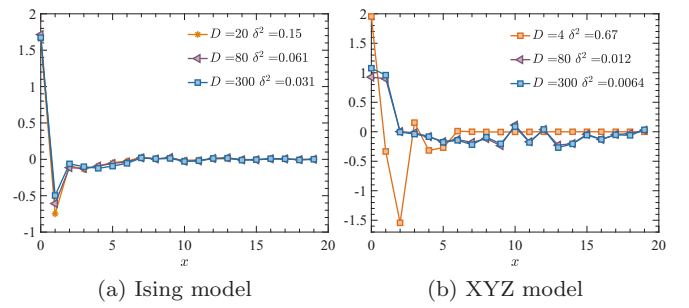 D = 20 δ² = 0.15
D = 80 δ² = 0.061
D = 300 δ² = 0.031
2
1.5
1
0.5
0
-0.5
-1
0 5 10 15 20
x
(a) Ising model
D = 4 δ² = 0.67
D = 80 δ² = 0.012
D = 300 δ² = 0.0064
2
1.5
1
0.5
0
-0.5
-1
-1.5
0 5 10 15 20
x
(b) XYZ model